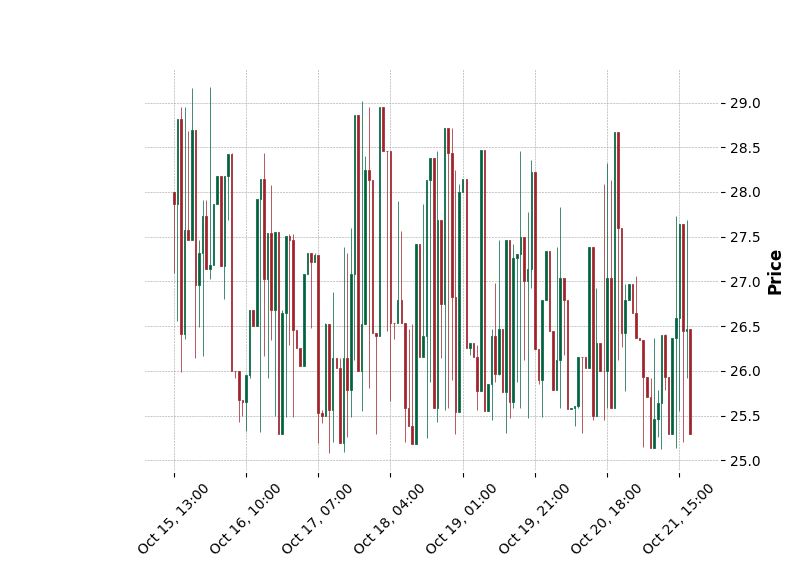 29.0
28.5
28.0
27.5
27.0
26.5
26.0
25.5
25.0
Price
Oct 15, 13:00
Oct 16, 10:00
Oct 17, 07:00
Oct 18, 04:00
Oct 19, 01:00
Oct 19, 21:00
Oct 20, 18:00
Oct 21, 15:00